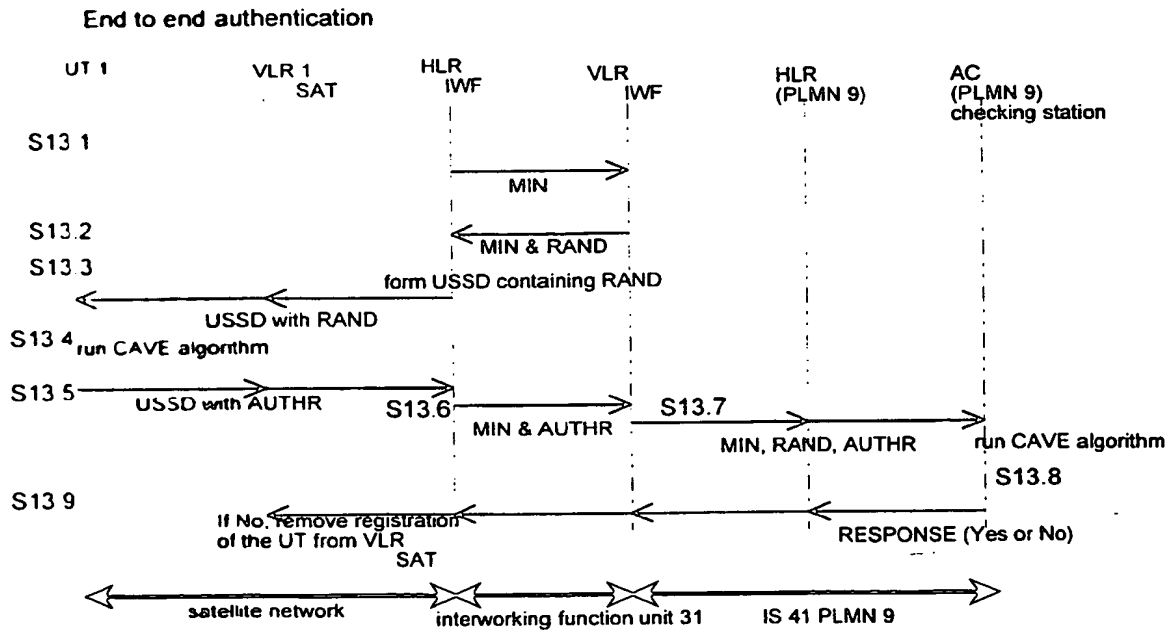 End to end authentication
UT 1
VLR 1
SAT
HLR
IWF
VLR
IWF
HLR
(PLMN 9)
AC
(PLMN 9)
checking station
S13 1
MIN
S13.2
MIN & RAND
S13.3
form USSD containing RAND
USSD with RAND
S13 4
run CAVE algorithm
S13 5
USSD with AUTHR
S13.6
MIN & AUTHR
S13.7
MIN, RAND, AUTHR
run CAVE algorithm
S13.8
S13 9
If No, remove registration
of the UT from VLR
SAT
RESPONSE (Yes or No)
satellite network
interworking function unit 31
IS 41 PLMN 9